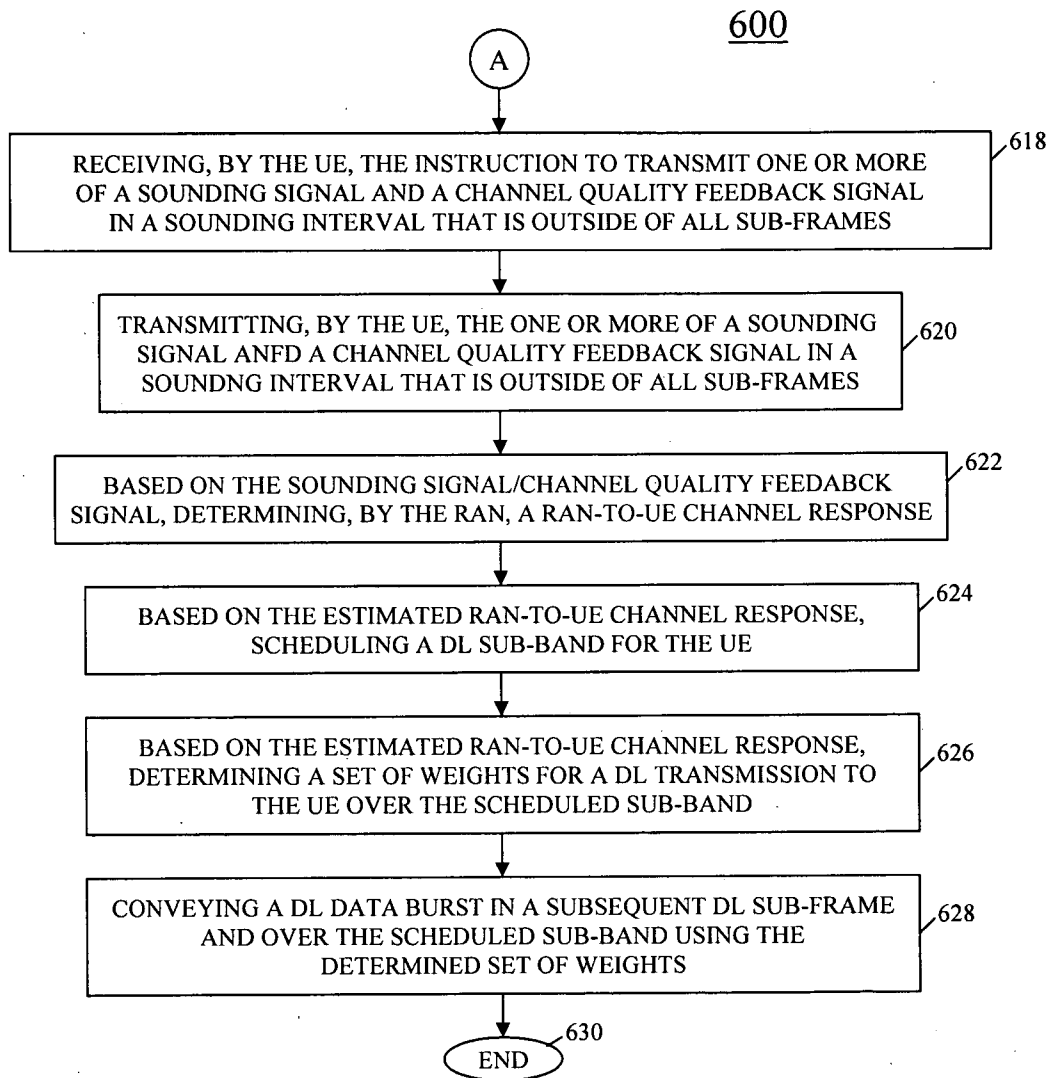 600
A
RECEIVING, BY THE UE, THE INSTRUCTION TO TRANSMIT ONE OR MORE
OF A SOUNDING SIGNAL AND A CHANNEL QUALITY FEEDBACK SIGNAL
IN A SOUNDING INTERVAL THAT IS OUTSIDE OF ALL SUB-FRAMES
618
TRANSMITTING, BY THE UE, THE ONE OR MORE OF A SOUNDING
SIGNAL ANFD A CHANNEL QUALITY FEEDBACK SIGNAL IN A
SOUNDNG INTERVAL THAT IS OUTSIDE OF ALL SUB-FRAMES
620
BASED ON THE SOUNDING SIGNAL/CHANNEL QUALITY FEEDABCK
SIGNAL, DETERMINING, BY THE RAN, A RAN-TO-UE CHANNEL RESPONSE
622
BASED ON THE ESTIMATED RAN-TO-UE CHANNEL RESPONSE,
SCHEDULING A DL SUB-BAND FOR THE UE
624
BASED ON THE ESTIMATED RAN-TO-UE CHANNEL RESPONSE,
DETERMINING A SET OF WEIGHTS FOR A DL TRANSMISSION TO
THE UE OVER THE SCHEDULED SUB-BAND
626
CONVEYING A DL DATA BURST IN A SUBSEQUENT DL SUB-FRAME
AND OVER THE SCHEDULED SUB-BAND USING THE
DETERMINED SET OF WEIGHTS
628
END
630